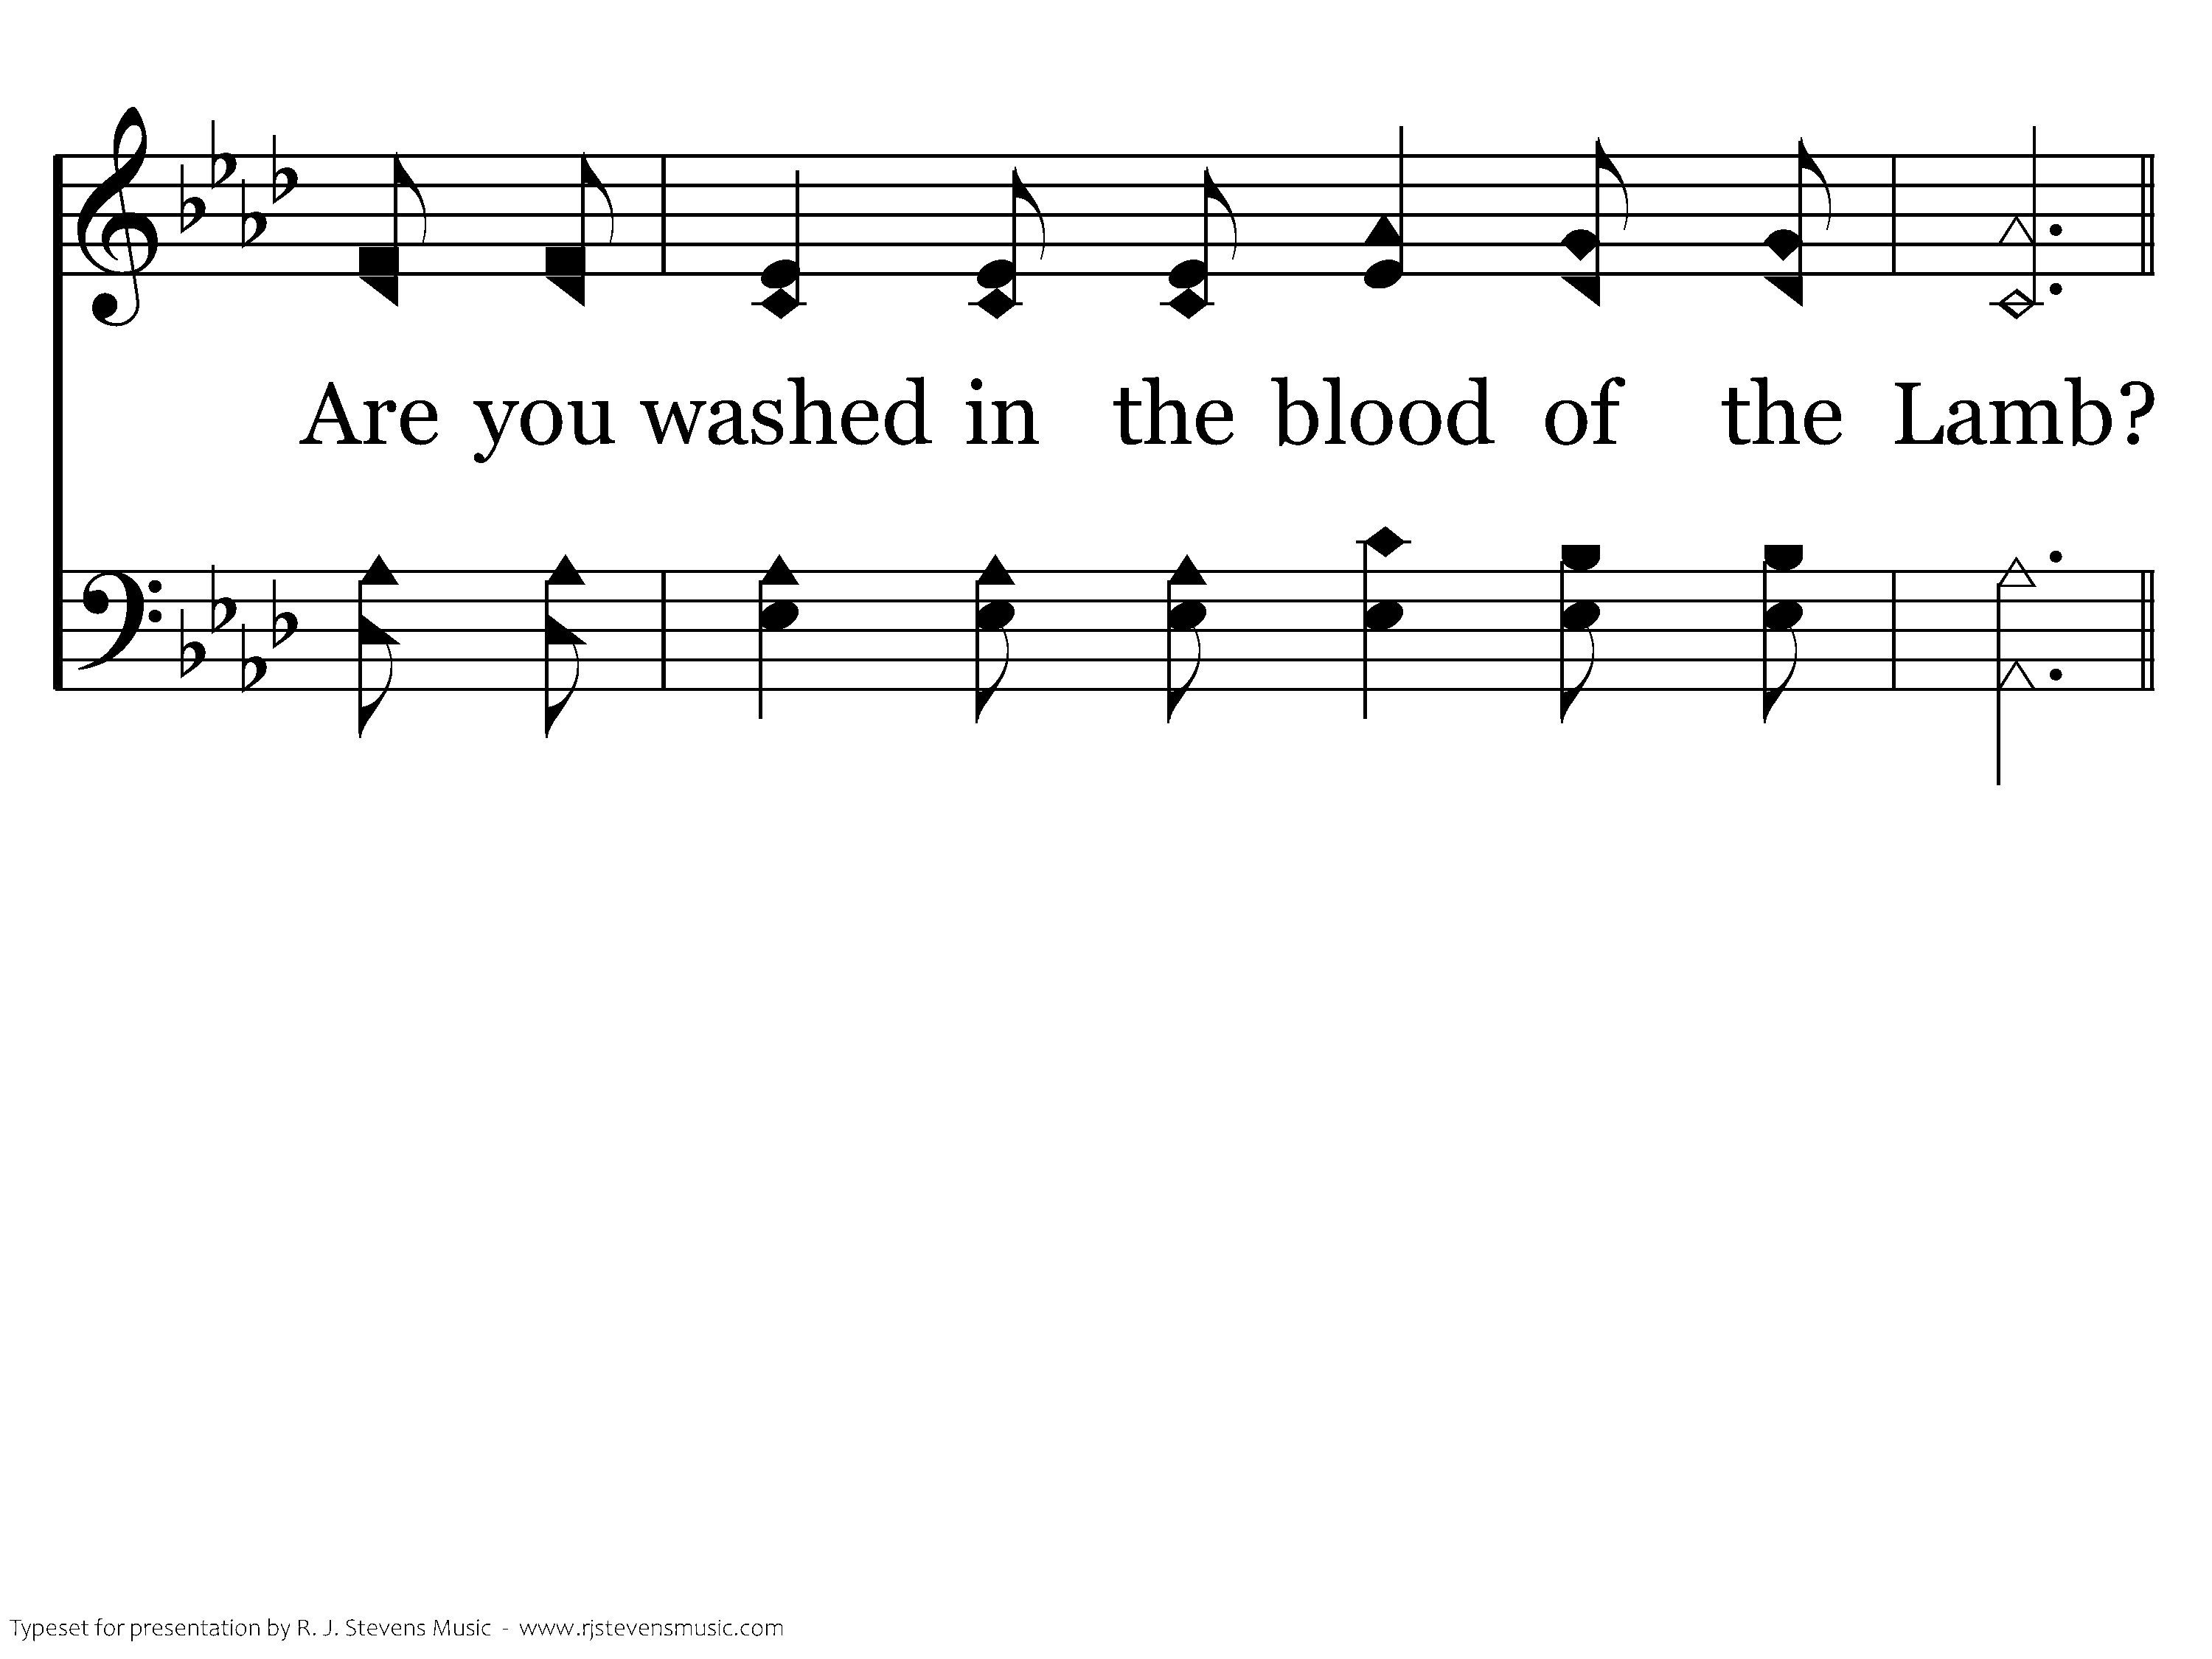 Are you washed in the blood of the Lamb?
Typeset for presentation by R. J. Stevens Music - www.rjstevensmusic.com